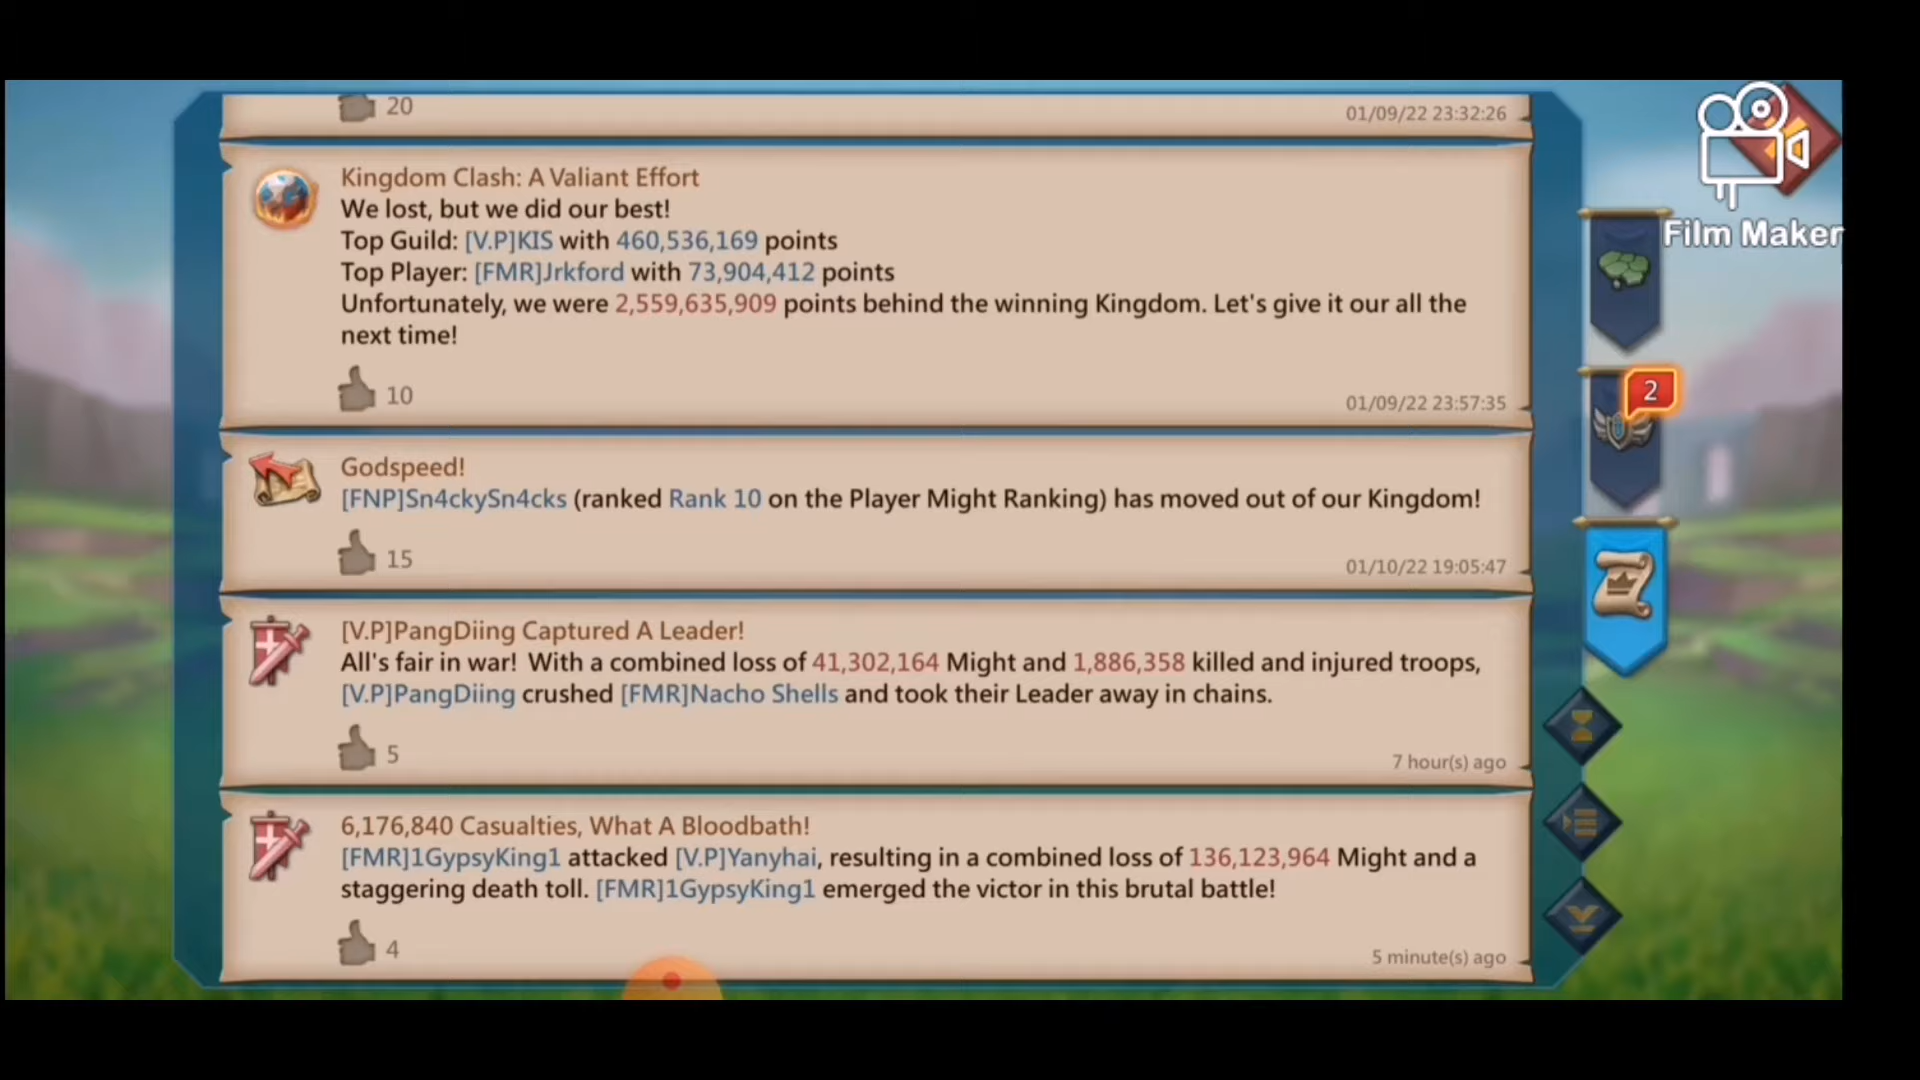 20
01/09/22 23:32:26
Film Maker
Kingdom Clash: A Valiant Effort
We lost, but we did our best!
Top Guild: [V.P]KIS with 460,536,169 points
Top Player: [FMR]Jrkford with 73,904,412 points
Unfortunately, we were 2,559,635,909 points behind the winning Kingdom. Let's give it our all the
next time!
10
01/09/22 23:57:35
2
Godspeed!
[FNP]Sn4ckySn4cks (ranked Rank 10 on the Player Might Ranking) has moved out of our Kingdom!
15
01/10/22 19:05:47
[V.P]PangDiing Captured A Leader!
All's fair in war! With a combined loss of 41,302,164 Might and 1,886,358 killed and injured troops,
[V.P]PangDiing crushed [FMR]Nacho Shells and took their Leader away in chains.
5
7 hour(s) ago
6,176,840 Casualties, What A Bloodbath!
[FMR]1GypsyKing1 attacked [V.P]Yanyhai, resulting in a combined loss of 136,123,964 Might and a
staggering death toll. [FMR]1GypsyKing1 emerged the victor in this brutal battle!
4
5 minute(s) ago